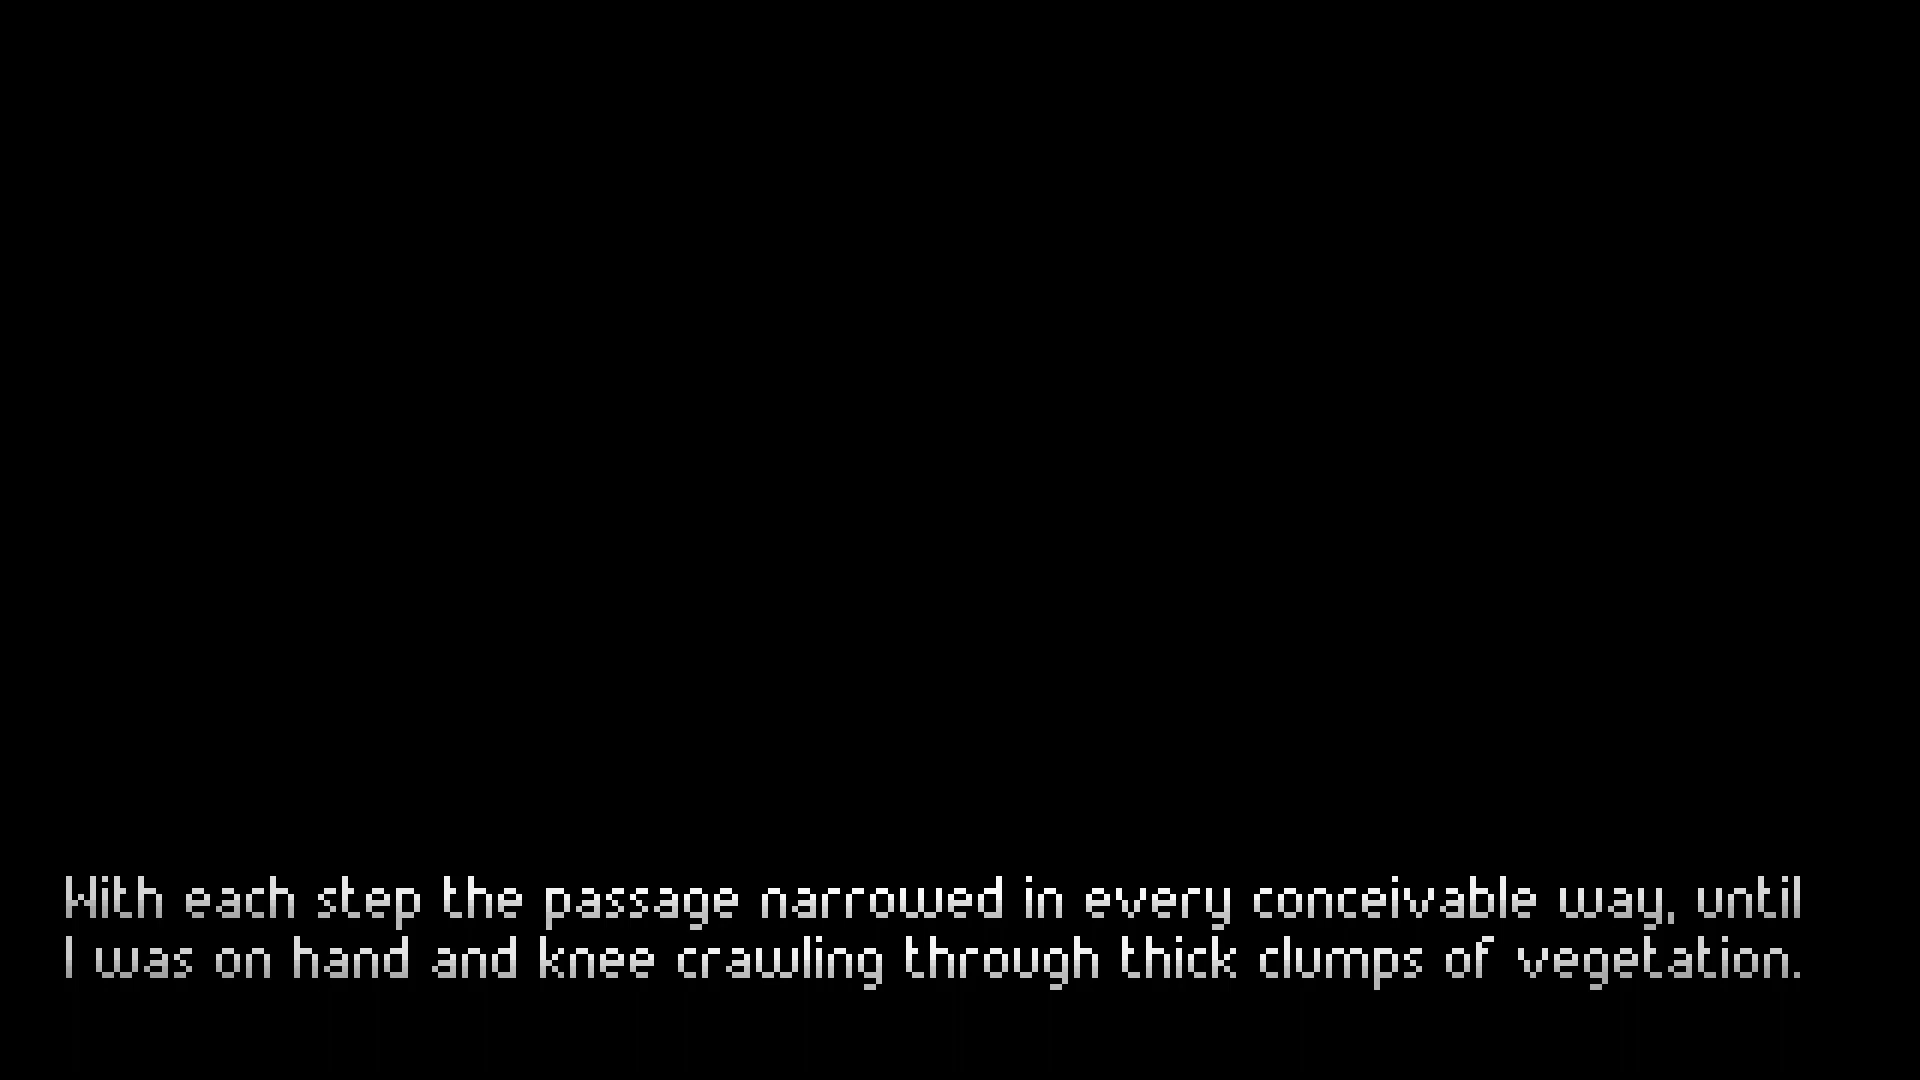 With each step the passage narrowed in every conceivable way, until
I was on hand and knee crawling through thick clumps of vegetation.